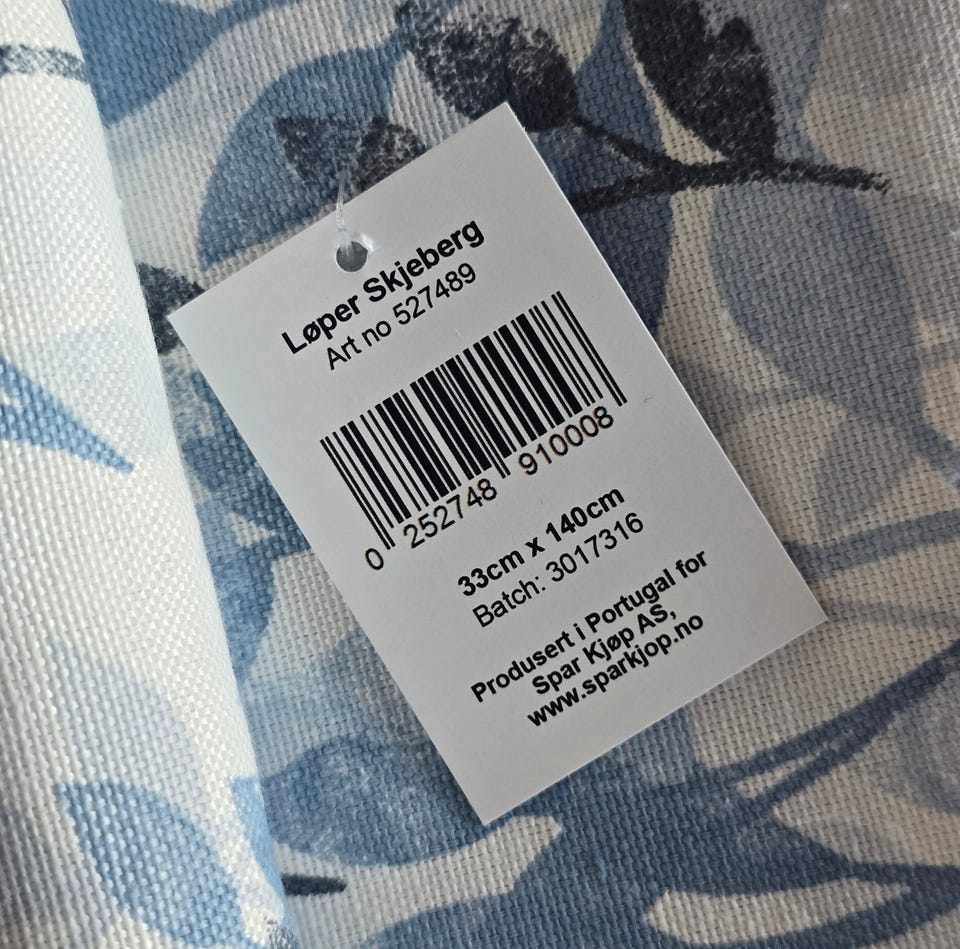 Løper Skjeberg
Art no 527489
0 252748 910008
33cm x 140cm
Batch: 3017316
Produsert i Portugal for
Spar Kjøp AS,
www.sparkjop.no